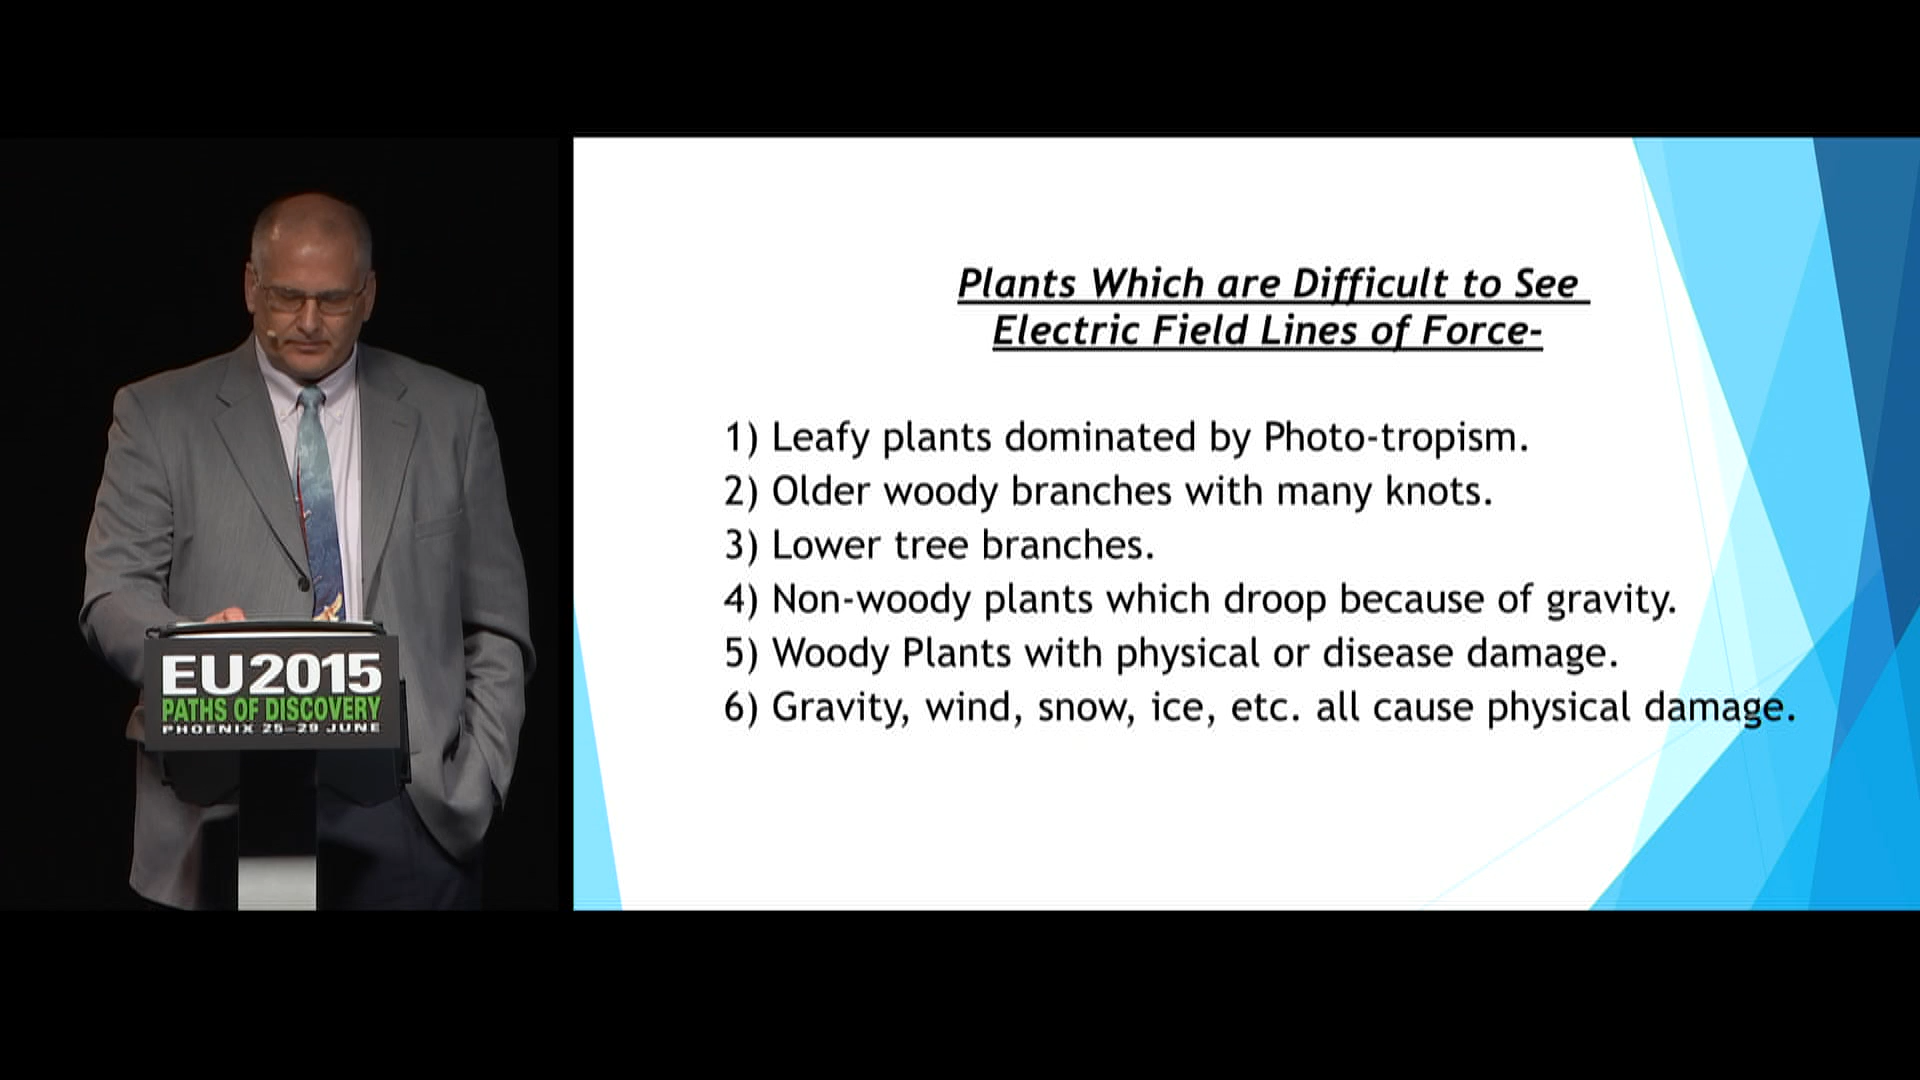 Plants Which are Difficult to See
Electric Field Lines of Force-
1) Leafy plants dominated by Photo-tropism.
2) Older woody branches with many knots.
3) Lower tree branches.
4) Non-woody plants which droop because of gravity.
5) Woody Plants with physical or disease damage.
6) Gravity, wind, snow, ice, etc. all cause physical damage.
EU2015
PATHS OF DISCOVERY
PHOENIX 25-29 JUNE